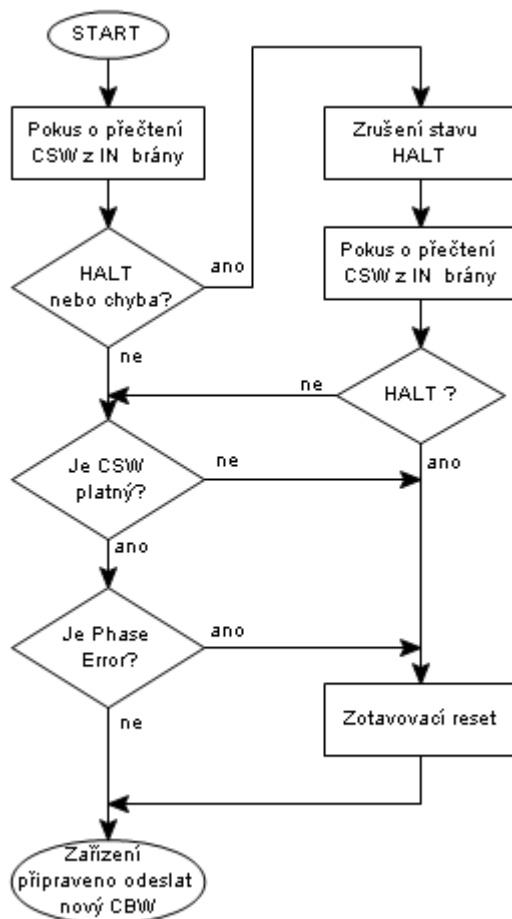 START
Pokus o přečtení
CSW z IN brány
HALT
nebo chyba?
ano
ne
Zrušení stavu
HALT
Pokus o přečtení
CSW z IN brány
HALT ?
ne
ano
Je CSW
platný?
ne
ano
Je Phase
Error?
ano
ne
Zotavovací reset
Zařízení
připraveno odeslat
nový CBW